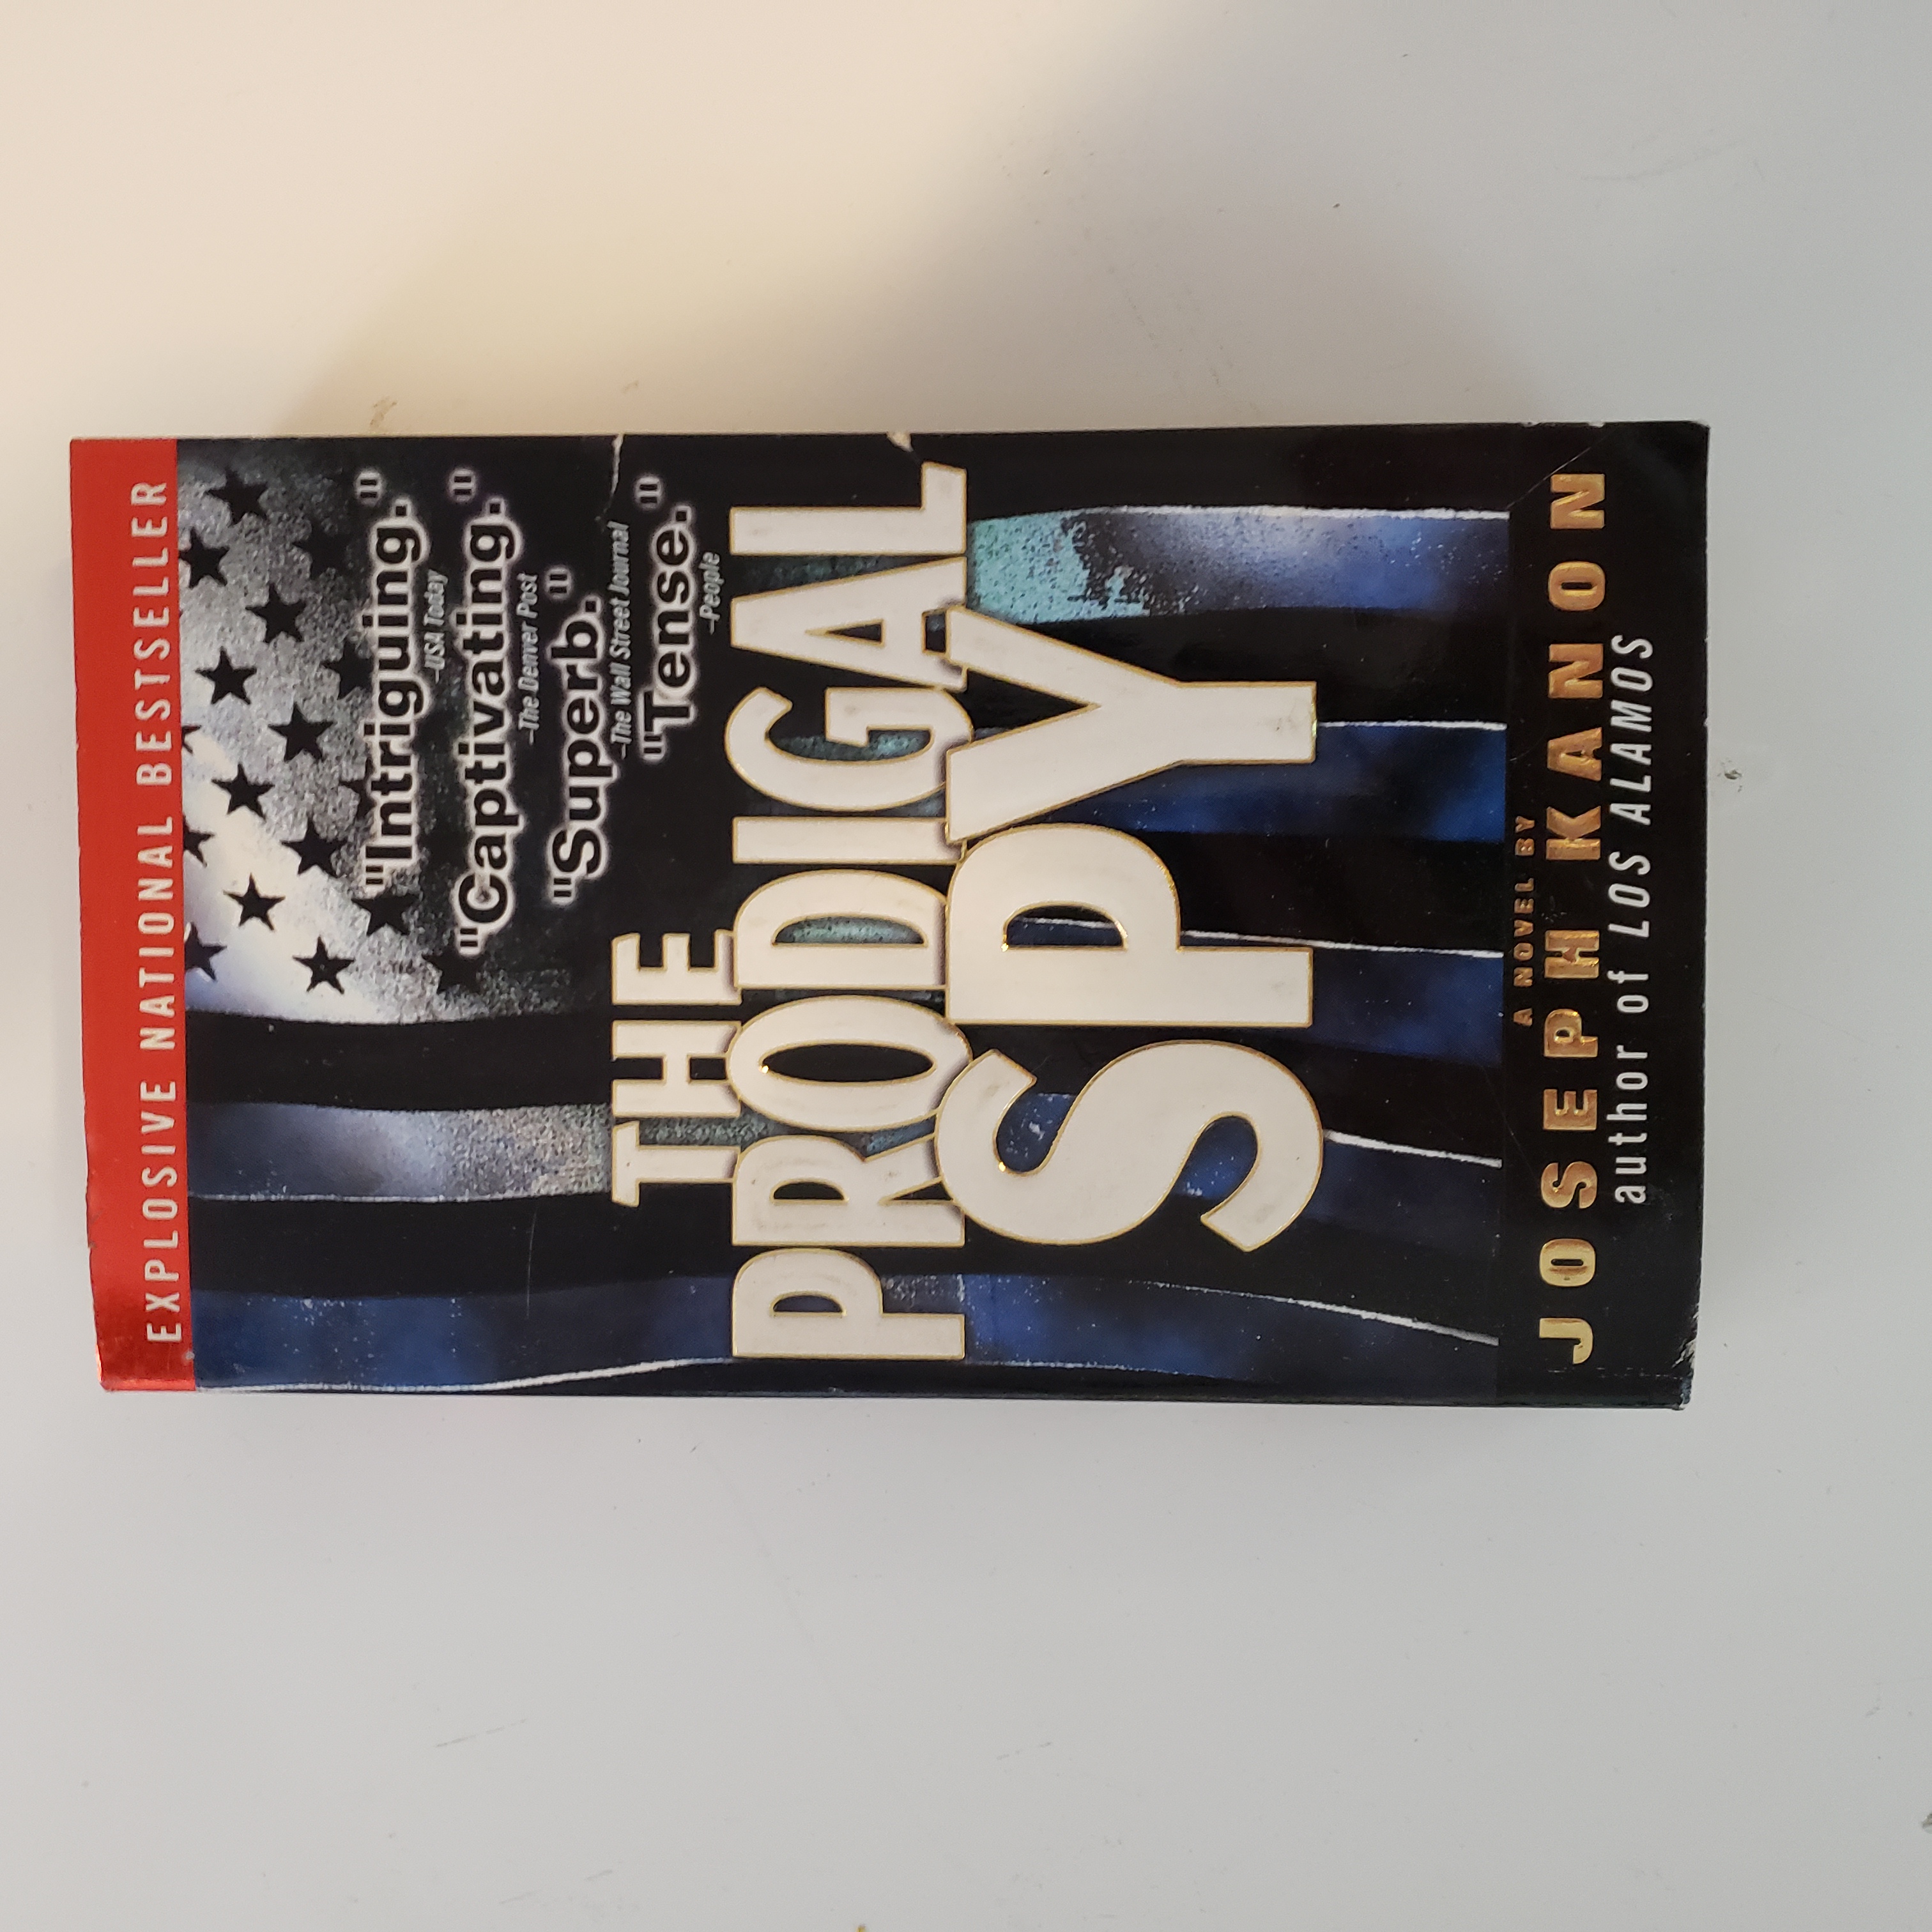 EXPLOSIVE NATIONAL BESTSELLER
"Intriguing."
–USA Today
"Captivating."
–The Denver Post
"Superb."
–The Wall Street Journal
"Tense."
–People
THE
PRODIGAL
SPY
A NOVEL BY
JOSEPH KANON
author of LOS ALAMOS